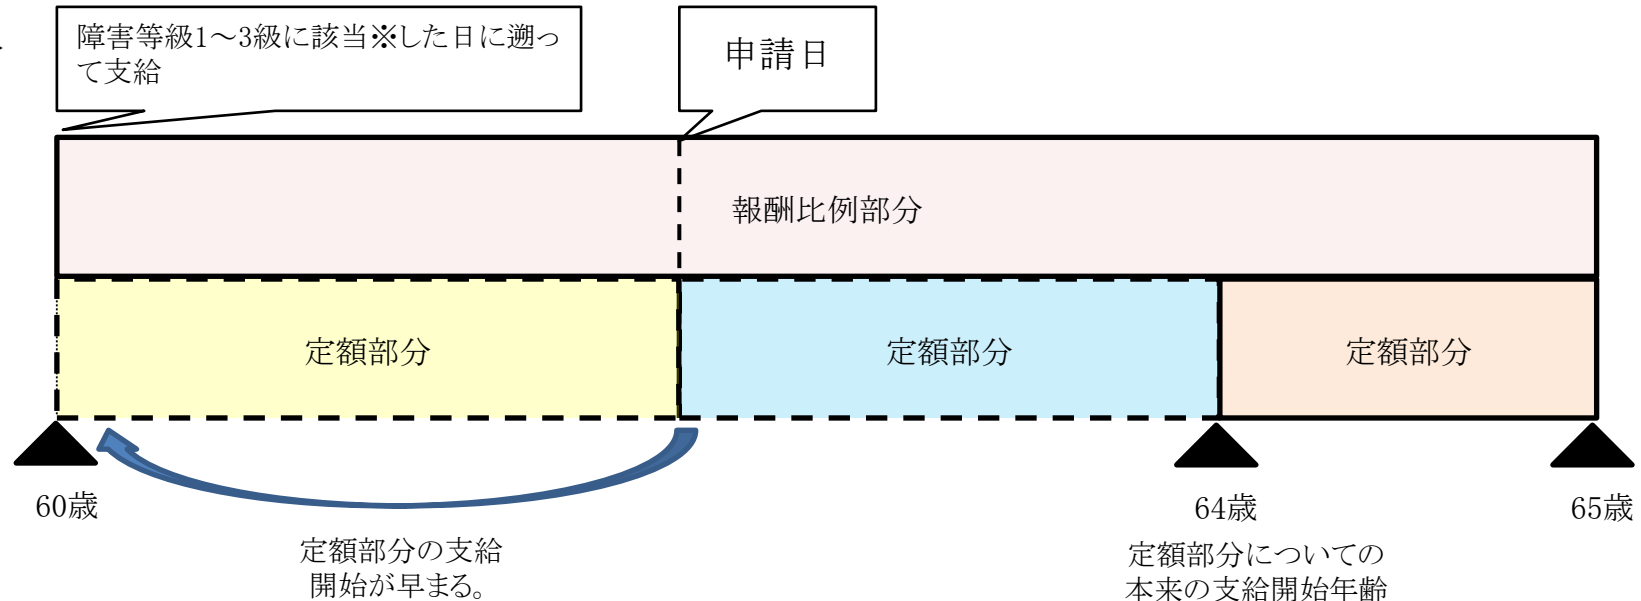 障害等級1～3級に該当※した日に遡っ
て支給
申請日
報酬比例部分
定額部分
定額部分
定額部分
60歳
64歳
65歳
定額部分の支給
開始が早まる。
定額部分についての
本来の支給開始年齢